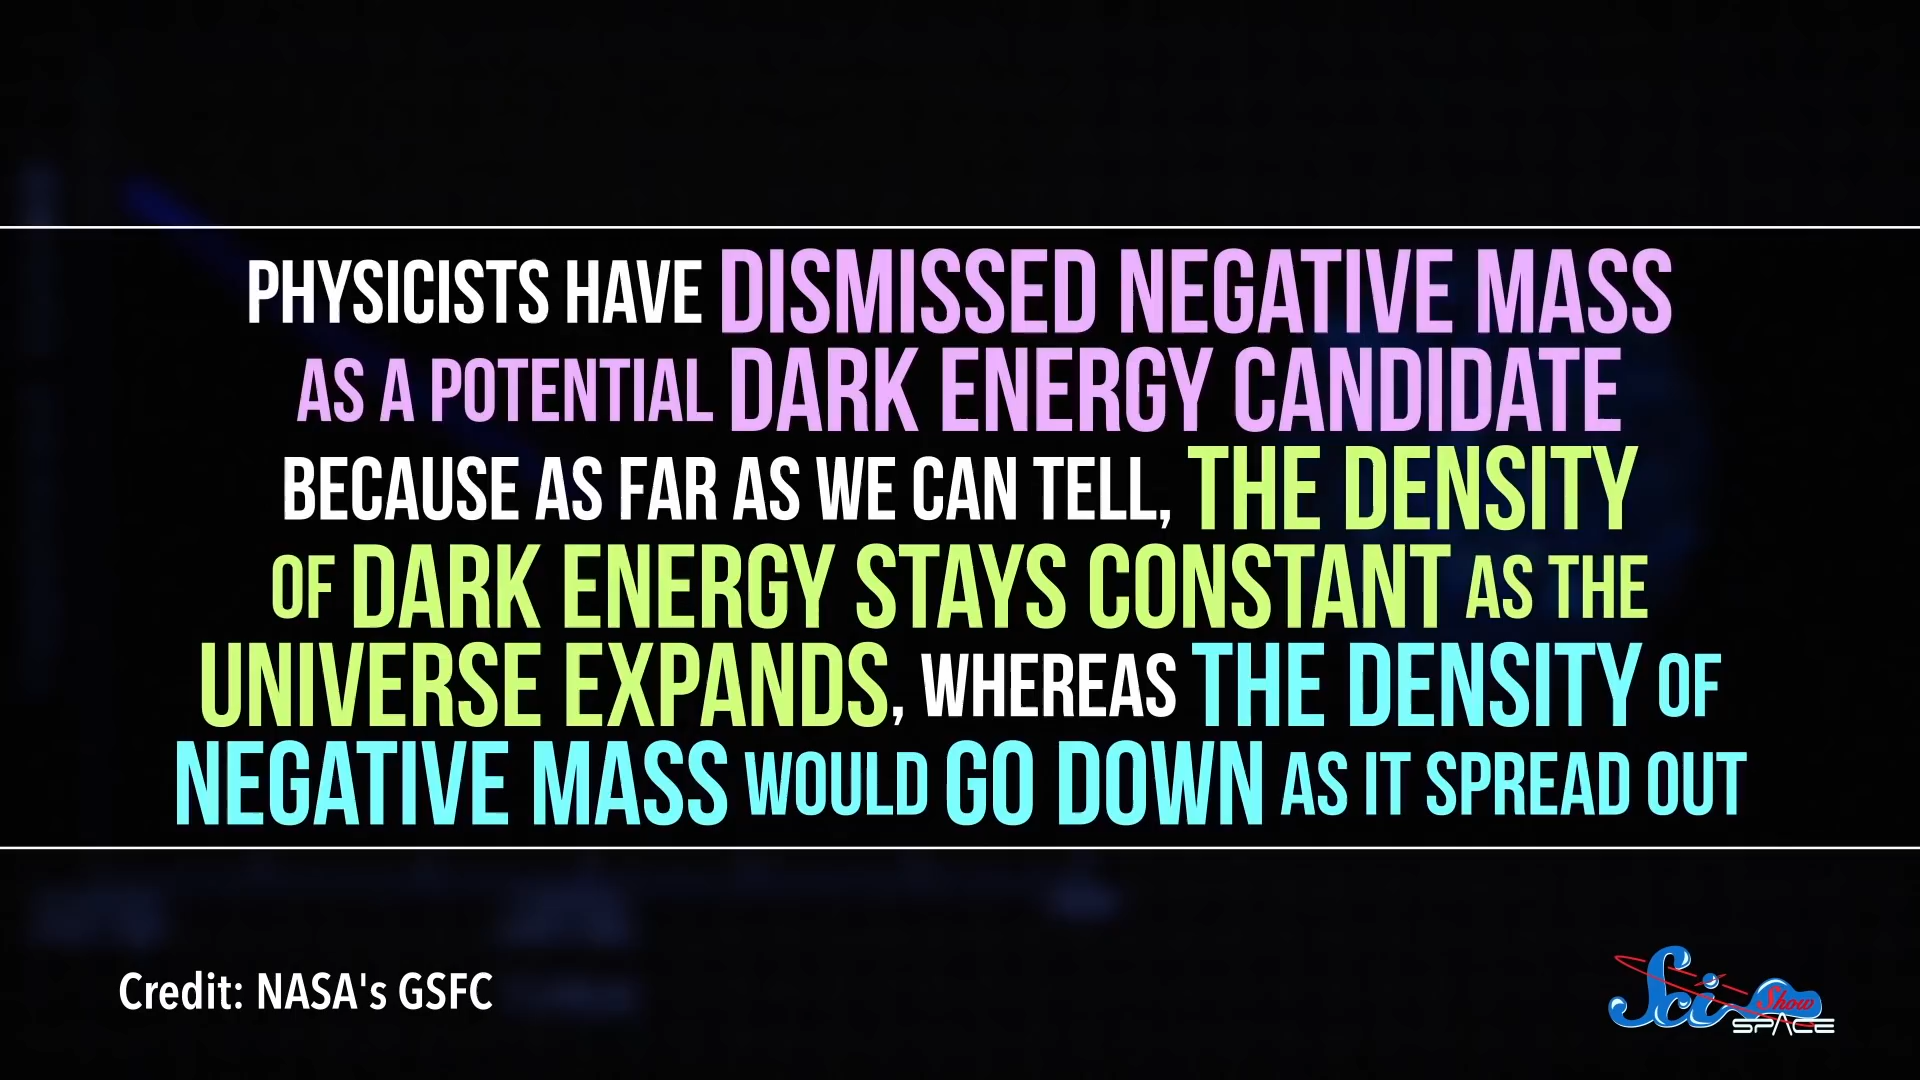 PHYSICISTS HAVE DISMISSED NEGATIVE MASS
AS A POTENTIAL DARK ENERGY CANDIDATE
BECAUSE AS FAR AS WE CAN TELL, THE DENSITY
OF DARK ENERGY STAYS CONSTANT AS THE
UNIVERSE EXPANDS, WHEREAS THE DENSITY OF
NEGATIVE MASS WOULD GO DOWN AS IT SPREAD OUT
Credit: NASA's GSFC
Sci Show
SPACE